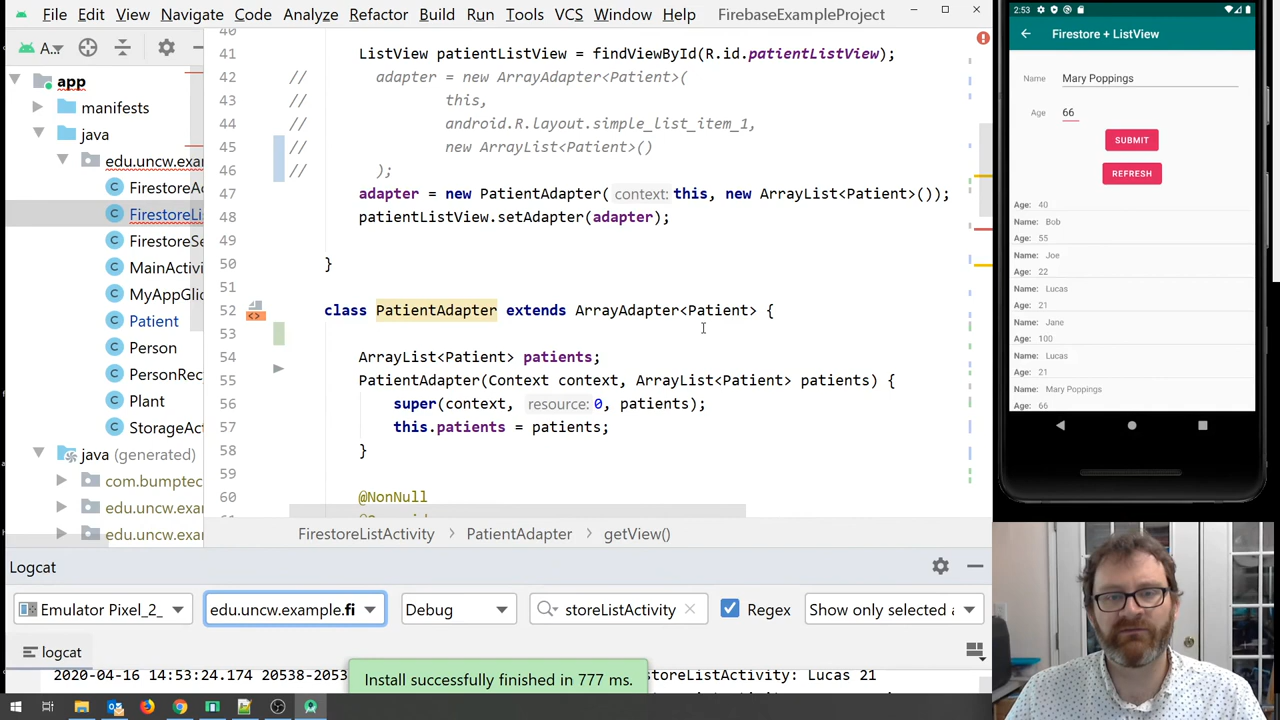 File Edit View Navigate Code Analyze Refactor Build Run Tools VCS Window Help FirebaseExampleProject
A..
app
manifests
java
edu.uncw.exa
FirestoreAc
FirestoreLi
FirestoreSe
MainActivi
MyAppGlic
Patient
Person
PersonRec
Plant
StorageAct
java (generated)
com.bumptec
edu.uncw.exa
edu.uncw.exa
40
41 ListView patientListView = findViewById(R.id.patientListView);
42 // adapter = new ArrayAdapter<Patient>(
43 // this,
44 // android.R.layout.simple_list_item_1,
45 // new ArrayList<Patient>()
46 // );
47 adapter = new PatientAdapter( context: this, new ArrayList<Patient>());
48 patientListView.setAdapter(adapter);
49
50 }
51
52 class PatientAdapter extends ArrayAdapter<Patient> {
53
54 ArrayList<Patient> patients;
55 PatientAdapter(Context context, ArrayList<Patient> patients) {
56 super(context, resource: 0, patients);
57 this.patients = patients;
58 }
59
60 @NonNull
FirestoreListActivity PatientAdapter getView()
Logcat
Emulator Pixel_2_ edu.uncw.example.fi Debug storeListActivity Regex Show only selected a
logcat
2020-04-16 14:53:24.174 20538-2053
storeListActivity: Lucas 21
Install successfully finished in 777 ms.
2:53
Firestore + ListView
Name Mary Poppings
Age 66
SUBMIT
REFRESH
Age: 40
Name: Bob
Age: 55
Name: Joe
Age: 22
Name: Lucas
Age: 21
Name: Jane
Age: 100
Name: Lucas
Age: 21
Name: Mary Poppings
Age: 66